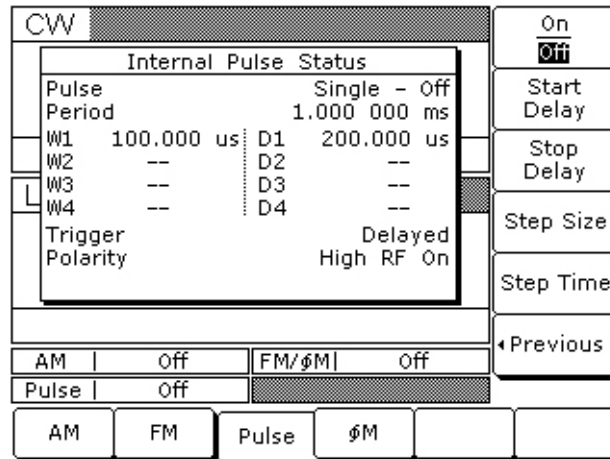 CW
Internal Pulse Status
Pulse Single - Off
Period 1.000 000 ms
W1 100.000 us D1 200.000 us
W2 -- D2 --
W3 -- D3 --
W4 -- D4 --
Trigger Delayed
Polarity High RF On
L
AM | Off FM/ϕM| Off
Pulse | Off
AM FM Pulse ϕM
On
Off
Start
Delay
Stop
Delay
Step Size
Step Time
◂Previous